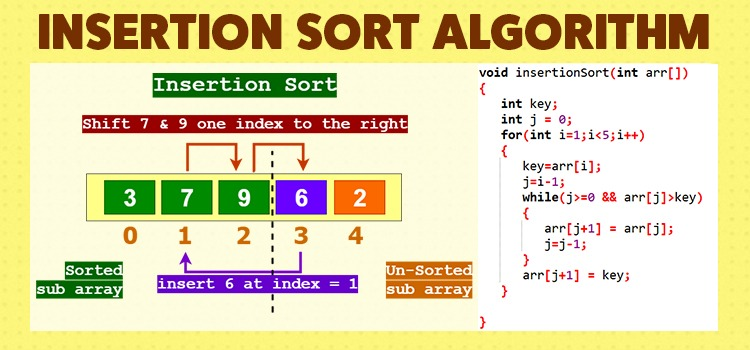 INSERTION SORT ALGORITHM
Insertion Sort
Shift 7 & 9 one index to the right
3 7 9 6 2
0 1 2 3 4
Sorted
sub array
insert 6 at index = 1
Un-Sorted
sub array
void insertionSort(int arr[])
{
int key;
int j = 0;
for(int i=1;i<5;i++)
{
key=arr[i];
j=i-1;
while(j>=0 && arr[j]>key)
{
arr[j+1] = arr[j];
j=j-1;
}
arr[j+1] = key;
}
}